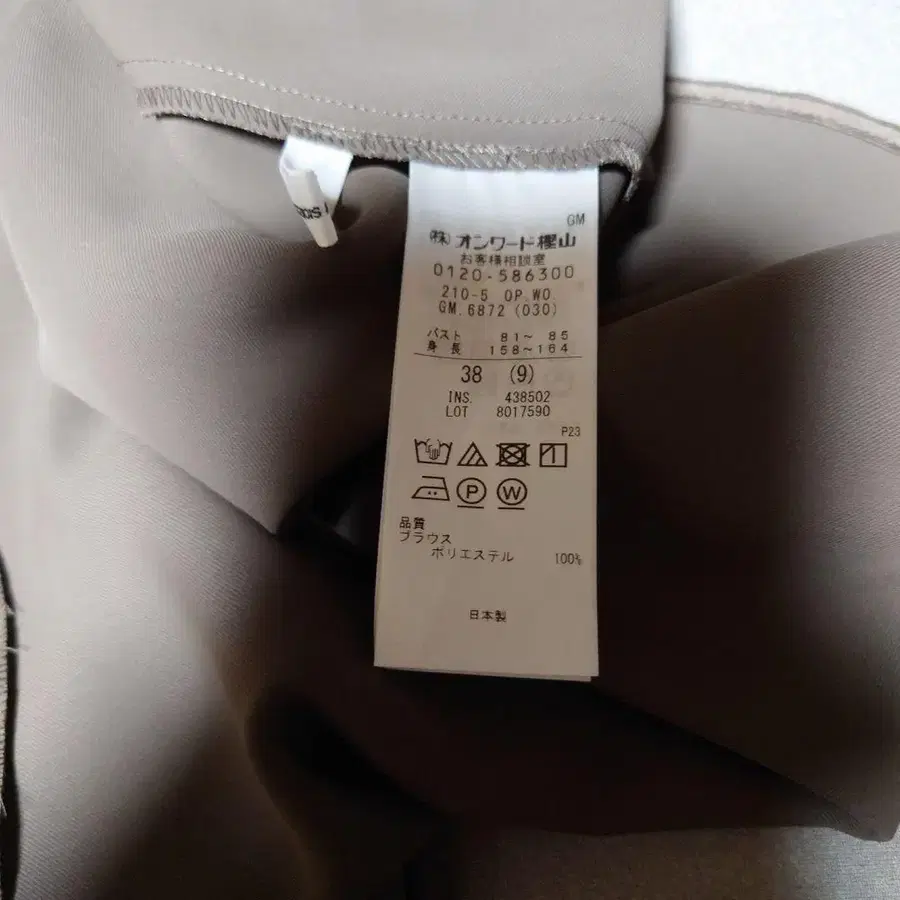 GM
㈱オンワード樫山
お客様相談室
0120-586300
210-5 OP.WO
GM.6872 (030)
バスト 81～ 85
身長 158～164
38 (9)
INS. 438502
LOT 8017590
P23
P W
品質
ブラウス
ポリエステル 100%
日本製